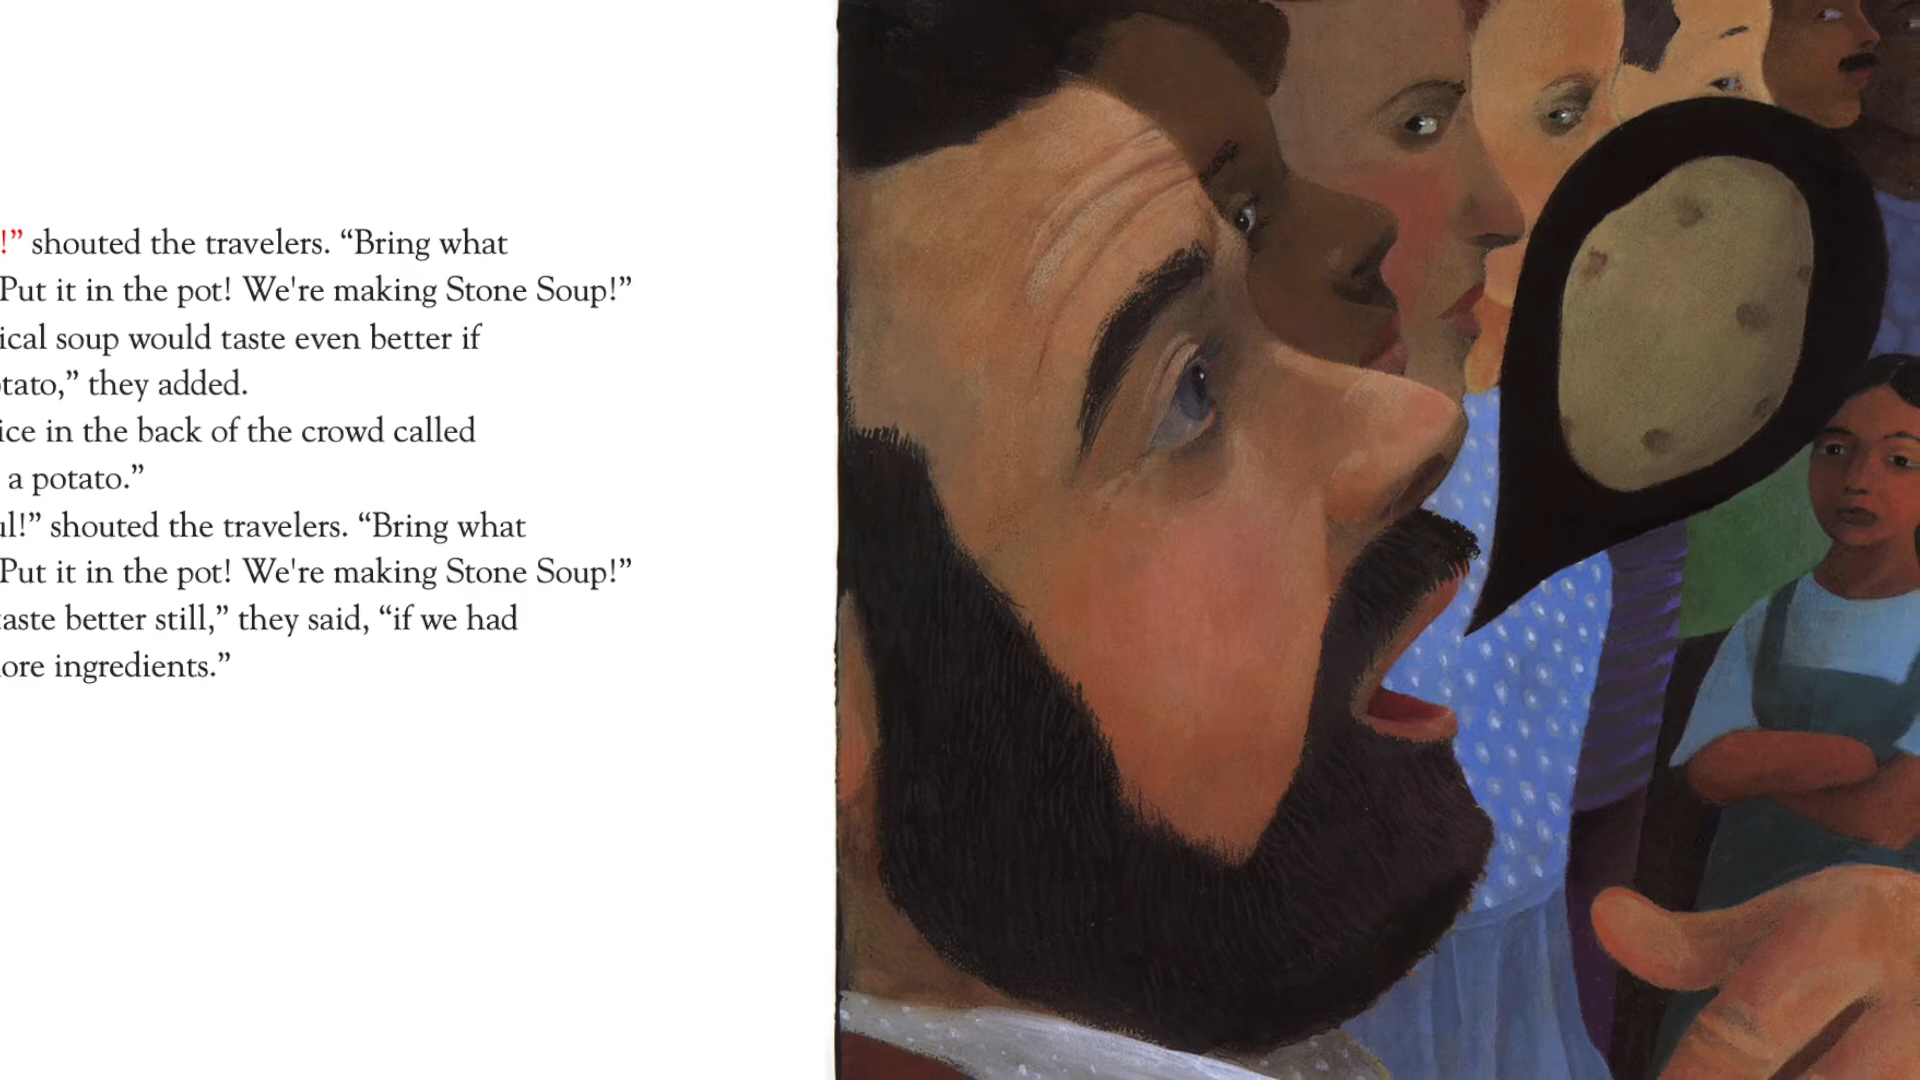 !” shouted the travelers. “Bring what
Put it in the pot! We're making Stone Soup!”
ical soup would taste even better if
tato,” they added.
ice in the back of the crowd called
a potato.”
ul!” shouted the travelers. “Bring what
Put it in the pot! We're making Stone Soup!”
taste better still,” they said, “if we had
ore ingredients.”